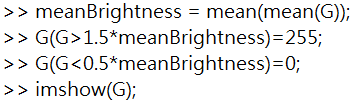 >> meanBrightness = mean(mean(G));
>> G(G>1.5*meanBrightness)=255;
>> G(G<0.5*meanBrightness)=0;
>> imshow(G);